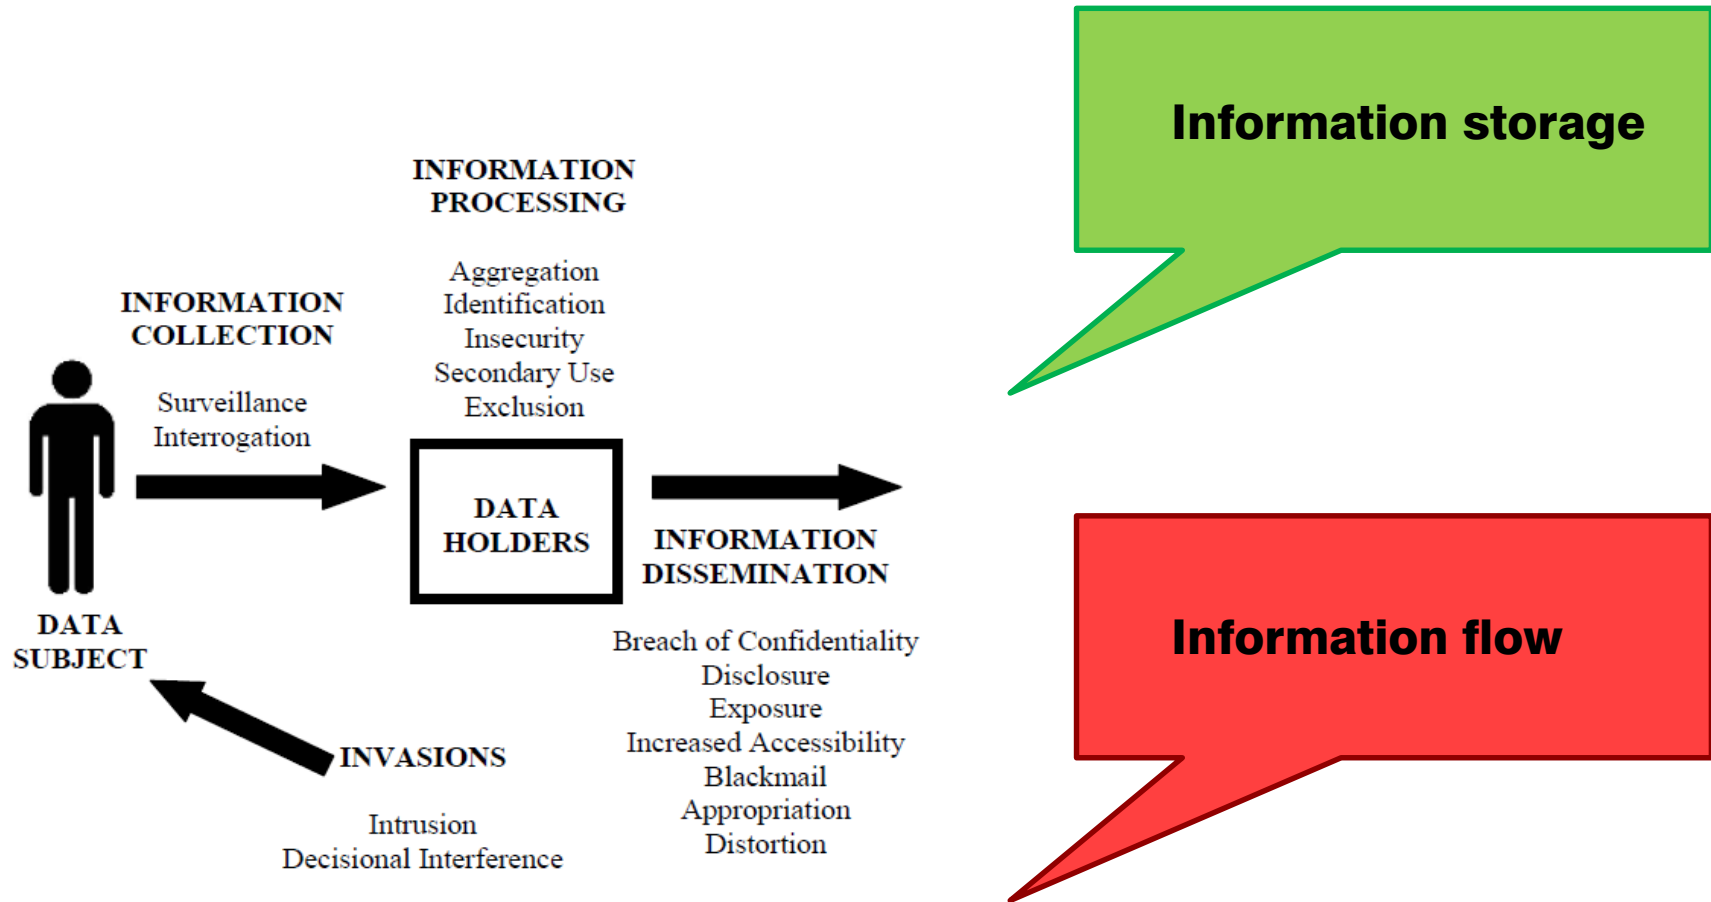 INFORMATION
PROCESSING
Aggregation
Identification
Insecurity
Secondary Use
Exclusion
INFORMATION
COLLECTION
Surveillance
Interrogation
DATA
HOLDERS
DATA
SUBJECT
INFORMATION
DISSEMINATION
Breach of Confidentiality
Disclosure
Exposure
Increased Accessibility
Blackmail
Appropriation
Distortion
INVASIONS
Intrusion
Decisional Interference
Information storage
Information flow